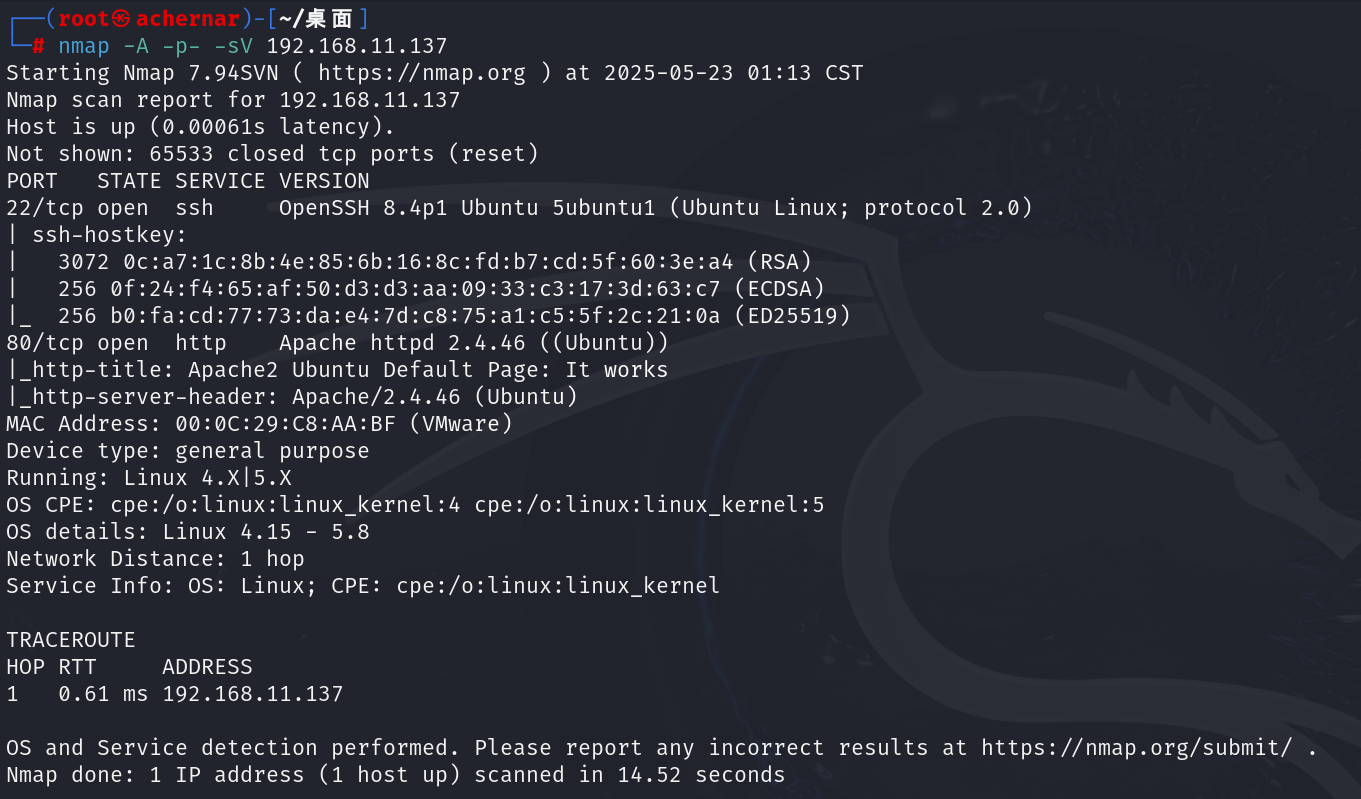 ┌──(root㉿achernar)-[~/桌面]
└─# nmap -A -p- -sV 192.168.11.137
Starting Nmap 7.94SVN ( https://nmap.org ) at 2025-05-23 01:13 CST
Nmap scan report for 192.168.11.137
Host is up (0.00061s latency).
Not shown: 65533 closed tcp ports (reset)
PORT   STATE SERVICE VERSION
22/tcp open  ssh     OpenSSH 8.4p1 Ubuntu 5ubuntu1 (Ubuntu Linux; protocol 2.0)
| ssh-hostkey:
|   3072 0c:a7:1c:8b:4e:85:6b:16:8c:fd:b7:cd:5f:60:3e:a4 (RSA)
|   256 0f:24:f4:65:af:50:d3:d3:aa:09:33:c3:17:3d:63:c7 (ECDSA)
|_  256 b0:fa:cd:77:73:da:e4:7d:c8:75:a1:c5:5f:2c:21:0a (ED25519)
80/tcp open  http    Apache httpd 2.4.46 ((Ubuntu))
|_http-title: Apache2 Ubuntu Default Page: It works
|_http-server-header: Apache/2.4.46 (Ubuntu)
MAC Address: 00:0C:29:C8:AA:BF (VMware)
Device type: general purpose
Running: Linux 4.X|5.X
OS CPE: cpe:/o:linux:linux_kernel:4 cpe:/o:linux:linux_kernel:5
OS details: Linux 4.15 - 5.8
Network Distance: 1 hop
Service Info: OS: Linux; CPE: cpe:/o:linux:linux_kernel
TRACEROUTE
HOP RTT     ADDRESS
1   0.61 ms 192.168.11.137
OS and Service detection performed. Please report any incorrect results at https://nmap.org/submit/ .
Nmap done: 1 IP address (1 host up) scanned in 14.52 seconds